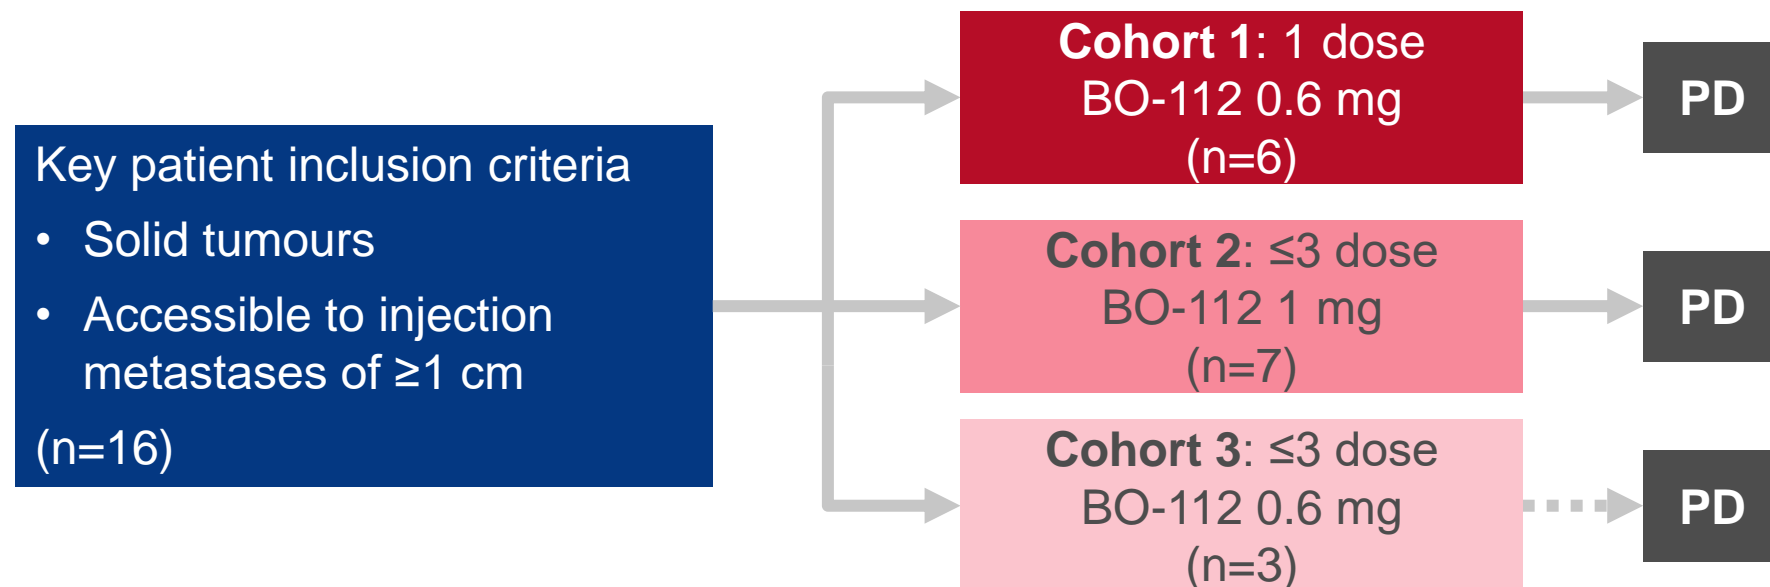 Key patient inclusion criteria
• Solid tumours
• Accessible to injection
metastases of ≥1 cm
(n=16)
Cohort 1: 1 dose
BO-112 0.6 mg
(n=6)
PD
Cohort 2: ≤3 dose
BO-112 1 mg
(n=7)
PD
Cohort 3: ≤3 dose
BO-112 0.6 mg
(n=3)
PD